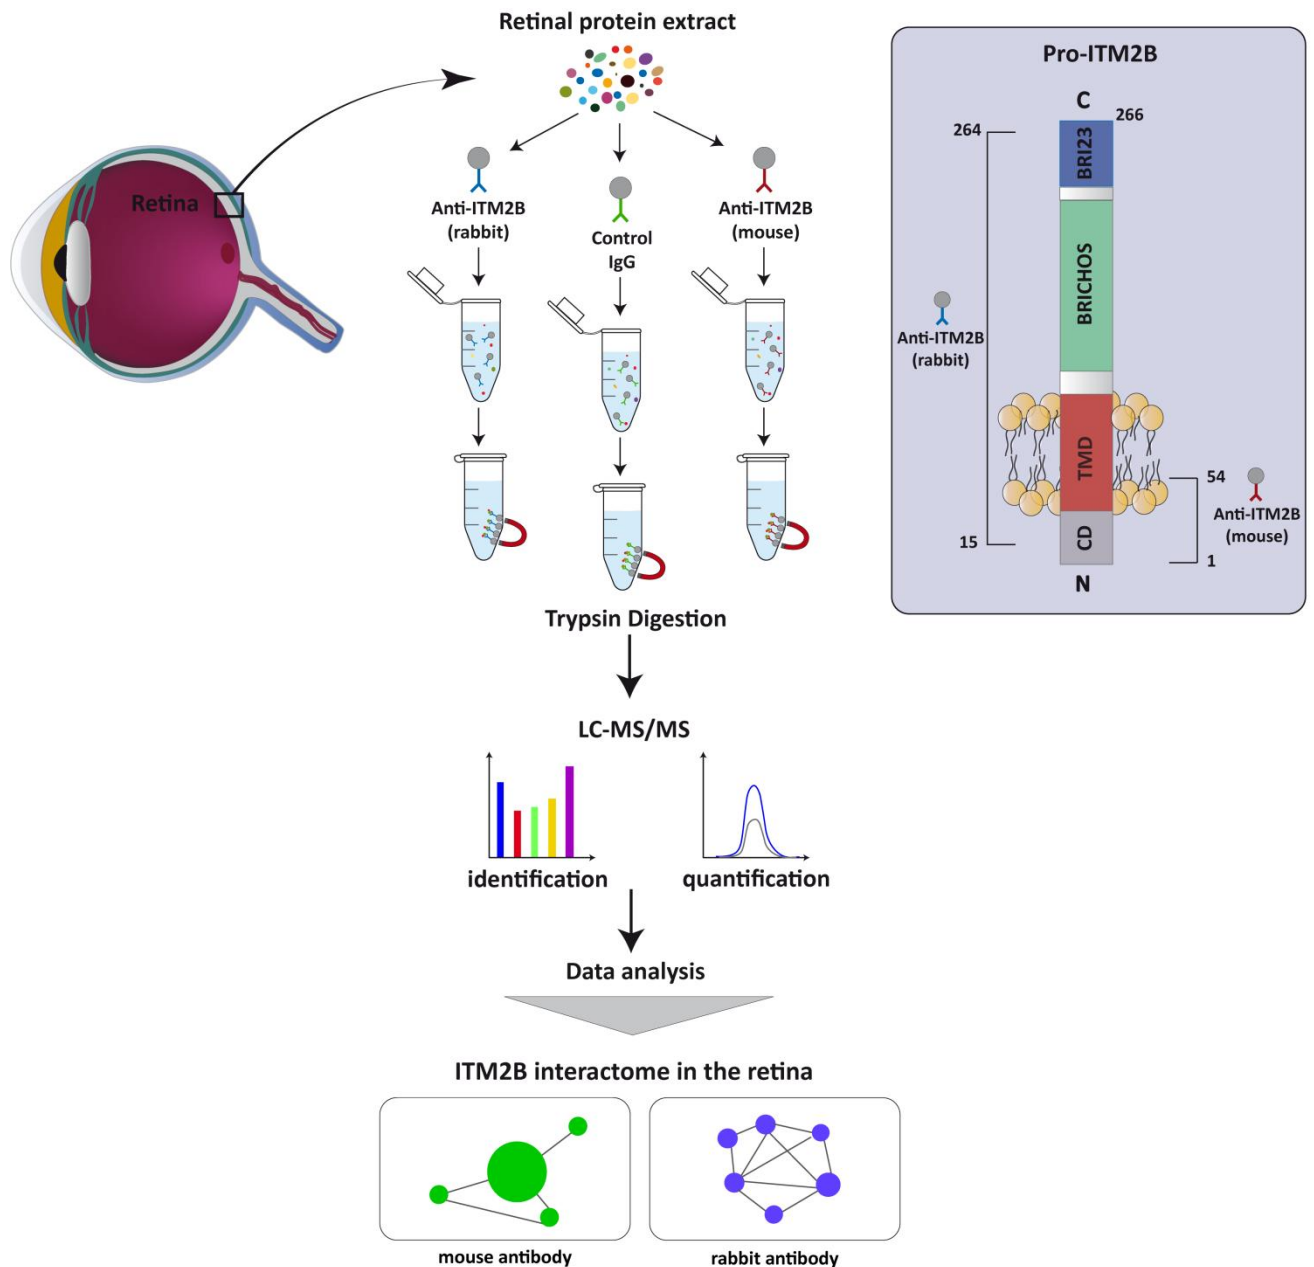 Retinal protein extract
Retina
Anti-ITM2B
(rabbit)
Control
IgG
Anti-ITM2B
(mouse)
Trypsin Digestion
LC-MS/MS
identification
quantification
Data analysis
ITM2B interactome in the retina
mouse antibody
rabbit antibody
Pro-ITM2B
C
266
264
BRI23
BRICHOS
Anti-ITM2B
(rabbit)
TMD
54
Anti-ITM2B
(mouse)
15
CD
1
N